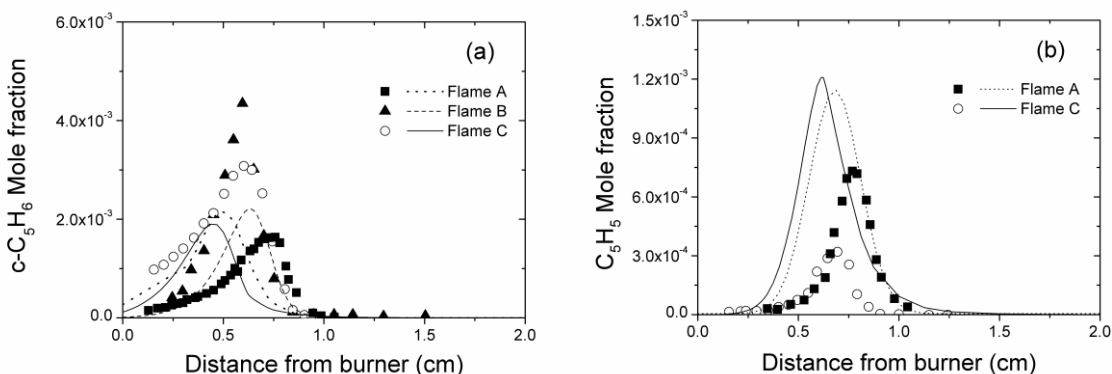 6.0x10⁻³
4.0x10⁻³
2.0x10⁻³
0.0
c-C₅H₆ Mole fraction
(a)
Flame A
Flame B
Flame C
0.0 0.5 1.0 1.5 2.0
Distance from burner (cm)
1.5x10⁻³
1.2x10⁻³
9.0x10⁻⁴
6.0x10⁻⁴
3.0x10⁻⁴
0.0
C₅H₅ Mole fraction
(b)
Flame A
Flame C
0.0 0.5 1.0 1.5 2.0
Distance from burner (cm)